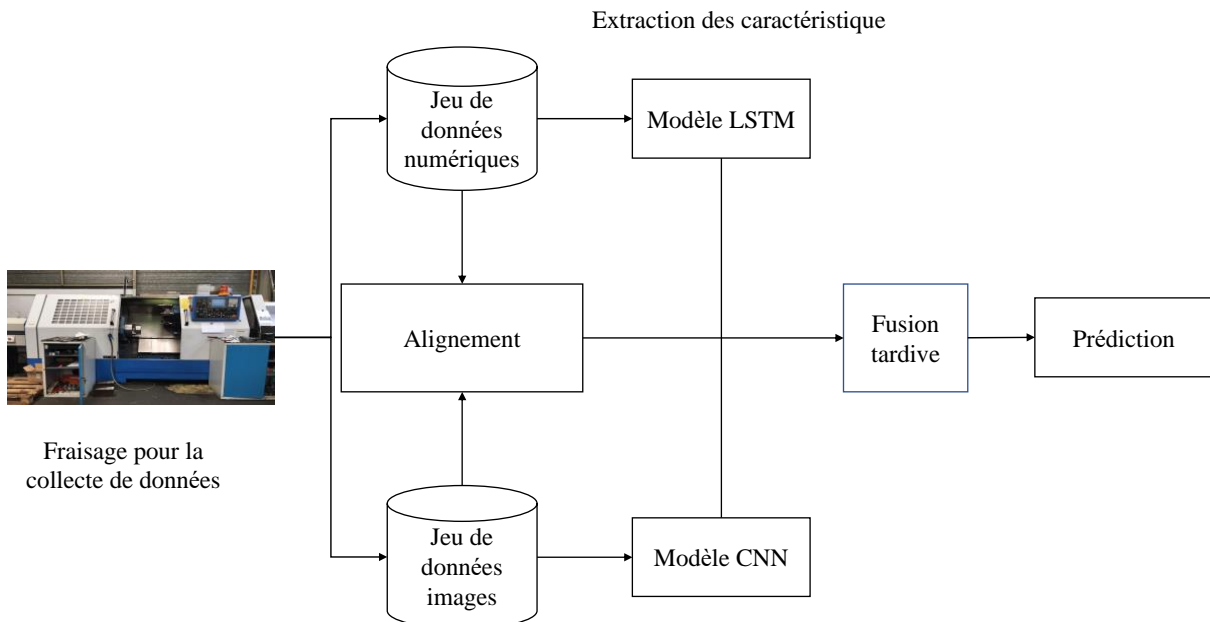 Extraction des caractéristique
Jeu de
données
numériques
Modèle LSTM
Alignement
Fusion
tardive
Prédiction
Fraisage pour la
collecte de données
Jeu de
données
images
Modèle CNN